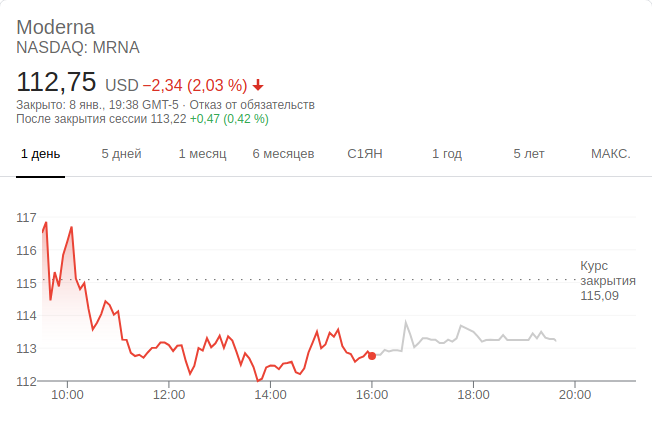 Moderna
NASDAQ: MRNA
112,75 USD −2,34 (2,03 %)
Закрыто: 8 янв., 19:38 GMT-5 · Отказ от обязательств
После закрытия сессии 113,22 +0,47 (0,42 %)
1 день 5 дней 1 месяц 6 месяцев С1ЯН 1 год 5 лет МАКС.
117
116
115
114
113
112
Курс
закрытия
115,09
10:00 12:00 14:00 16:00 18:00 20:00